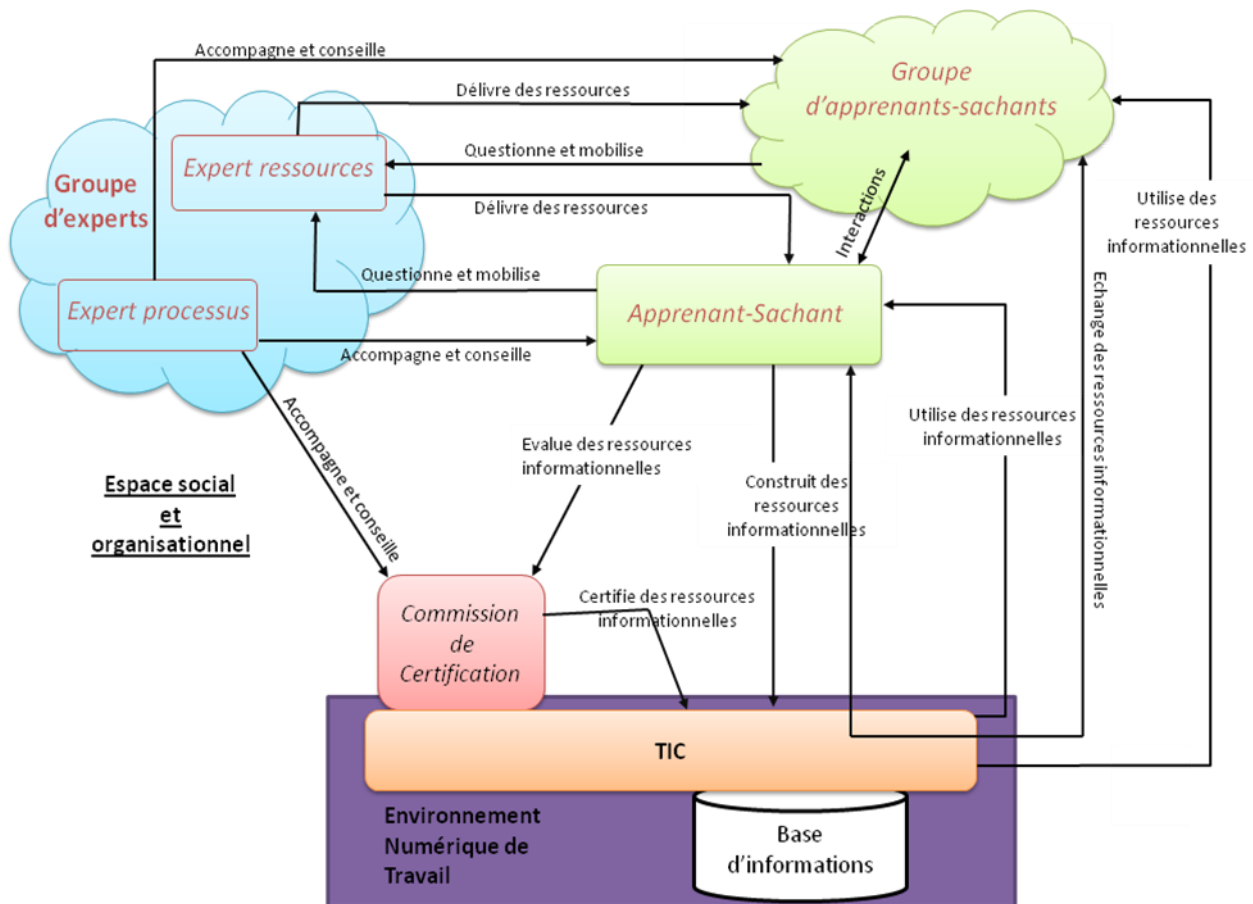 Accompagne et conseille
Groupe
d'apprenants-sachants
Délivre des ressources
Expert ressources
Questionne et mobilise
Groupe
d'experts
Délivre des ressources
Interactions
Utilise des
ressources
informationnelles
Questionne et mobilise
Expert processus
Apprenant-Sachant
Accompagne et conseille
Echange des ressources informationnelles
Accompagne et conseille
Utilise des ressources
informationnelles
Evalue des ressources
informationnelles
Construit des
ressources
informationnelles
Espace social
et
organisationnel
Commission
de
Certification
Certifie des ressources
informationnelles
TIC
Environnement
Numérique de
Travail
Base
d'informations